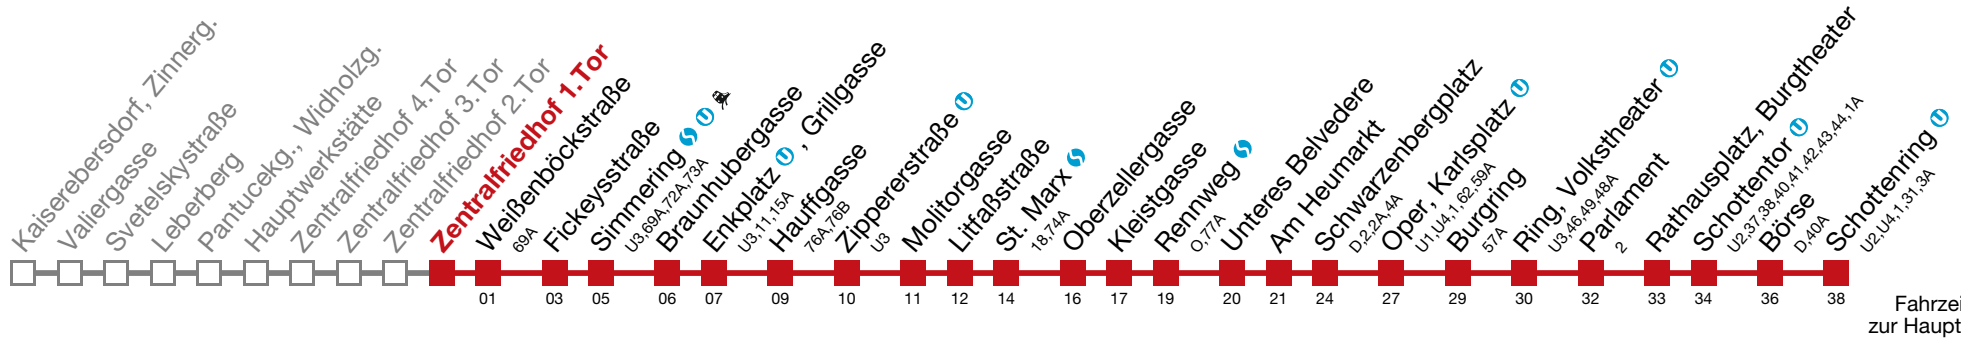 Kaiserebersdorf, Zinnerg.
Valiergasse
Svetelskystraße
Leberberg
Pantucekg., Widholzg.
Hauptwerkstätte
Zentralfriedhof 4.Tor
Zentralfriedhof 3.Tor
Zentralfriedhof 2.Tor
Zentralfriedhof 1.Tor
Weißenböckstraße
69A
Fickeysstraße
Simmering S U
U3,69A,72A,73A
Braunhubergasse
Enkplatz U , Grillgasse
U3,11,15A
Hauffgasse
76A,76B
Zippererstraße U
U3
Molitorgasse
Litfaßstraße
St. Marx S
18,74A
Oberzellergasse
Kleistgasse
Rennweg S
O,77A
Unteres Belvedere
Am Heumarkt
Schwarzenbergplatz
D,2,2A,4A
Oper, Karlsplatz U
U1,U4,1,62,59A
Burgring
57A
Ring, Volkstheater U
U3,46,49,48A
Parlament
2
Rathausplatz, Burgtheater
Schottentor U
U2,37,38,40,41,42,43,44,1A
Börse
D,40A
Schottenring U
U2,U4,1,31,3A
01 03 05 06 07 09 10 11 12 14 16 17 19 20 21 24 27 29 30 32 33 34 36 38
Fahrzei
zur Haupt